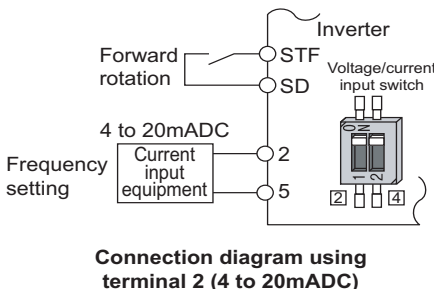 Inverter
Forward
rotation
STF
SD
Voltage/current
input switch
4 to 20mADC
Frequency
setting
Current
input
equipment
2
5
ON
1 2
2
4
Connection diagram using
terminal 2 (4 to 20mADC)